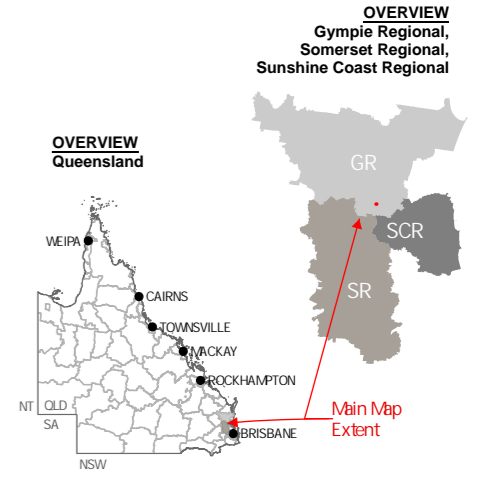 OVERVIEW
Gympie Regional,
Somerset Regional,
Sunshine Coast Regional
GR
SCR
SR
OVERVIEW
Queensland
WEIPA
CAIRNS
TOWNSVILLE
MACKAY
ROCKHAMPTON
BRISBANE
NT
QLD
SA
NSW
Main Map
Extent